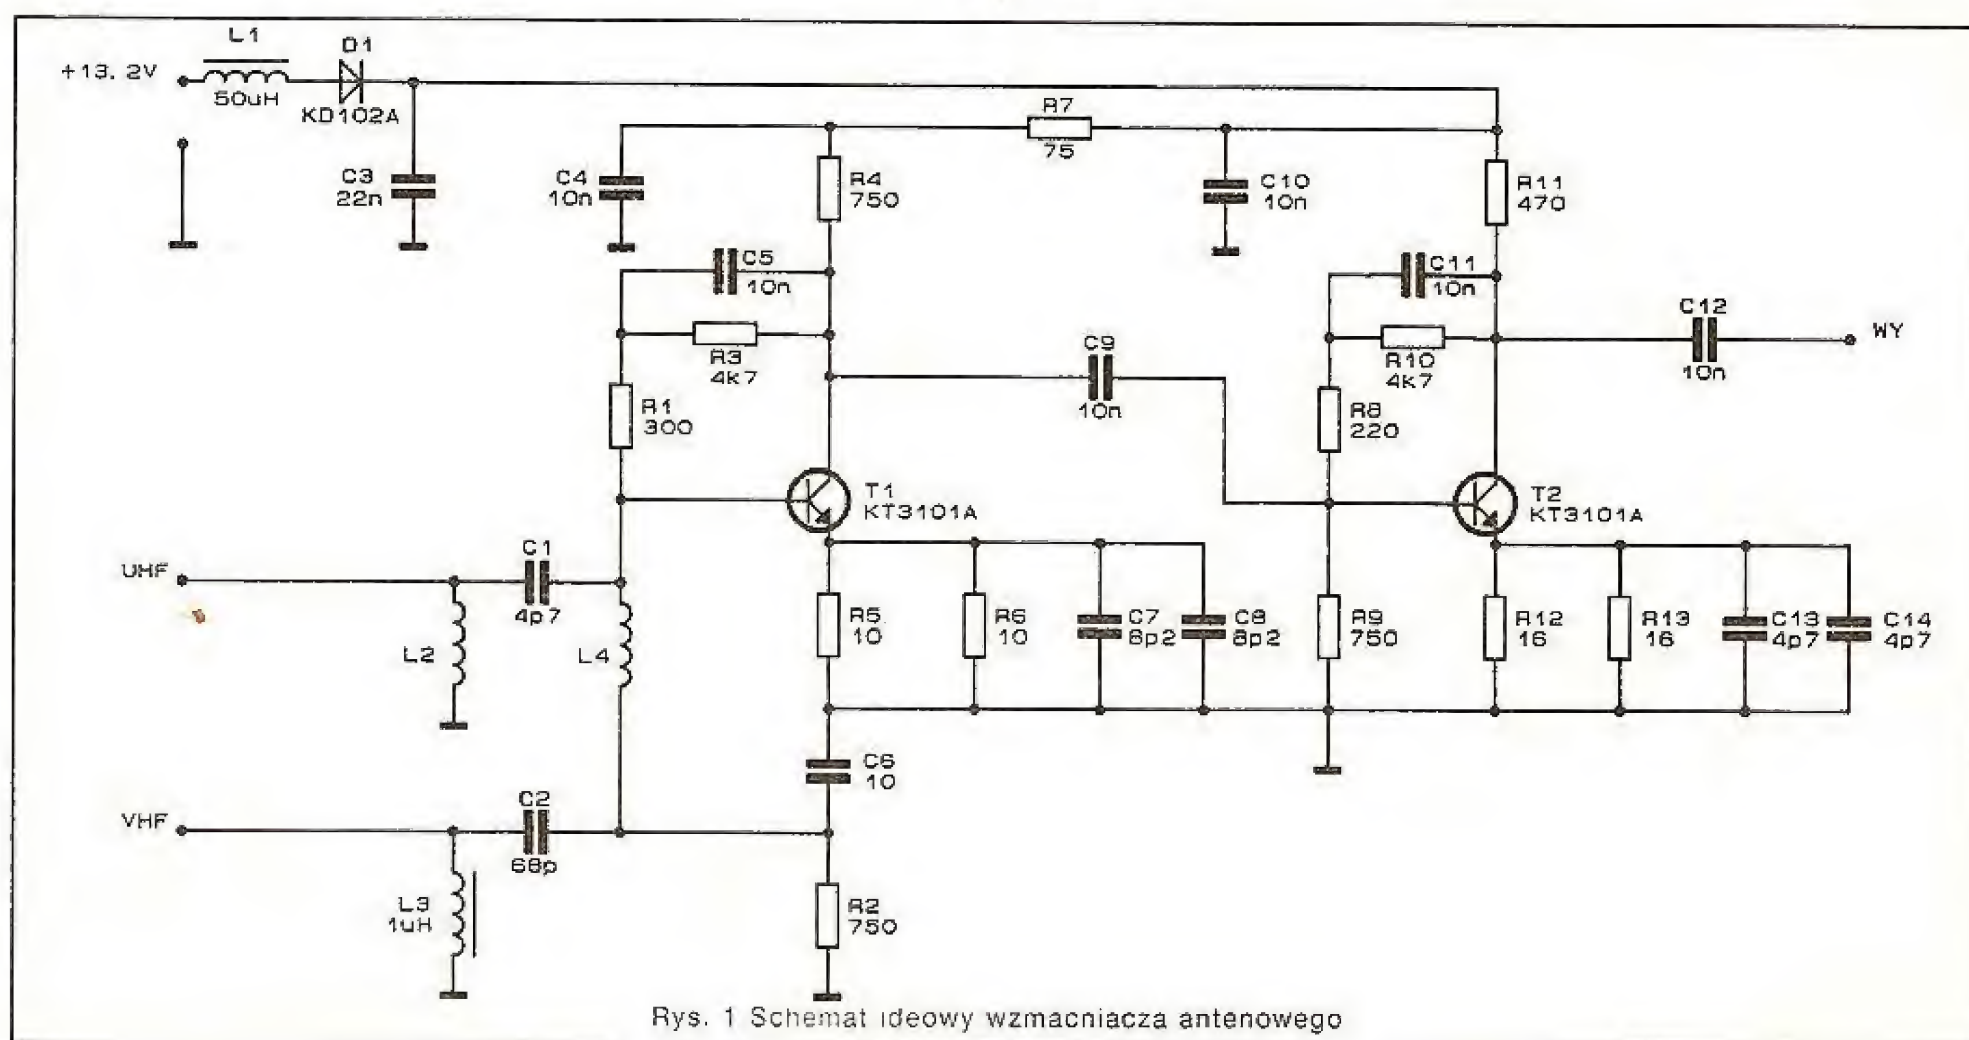 L1
D1
+13.2V
50uH
KD102A
R7
75
C3
22n
C4
10n
R4
750
C10
10n
R11
470
C5
10n
C11
10n
R3
4k7
C9
10n
R10
4k7
C12
10n
WY
R1
300
R8
220
T1
KT3101A
T2
KT3101A
UHF
C1
4p7
L2
L4
R5
10
R6
10
C7
8p2
C8
8p2
R9
750
R12
16
R13
16
C13
4p7
C14
4p7
C6
10
VHF
C2
68p
L3
1uH
R2
750
Rys. 1 Schemat ideowy wzmacniacza antenowego